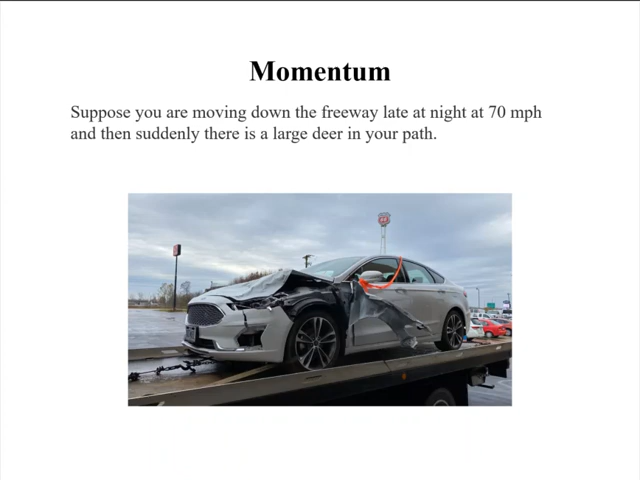 Momentum
Suppose you are moving down the freeway late at night at 70 mph
and then suddenly there is a large deer in your path.